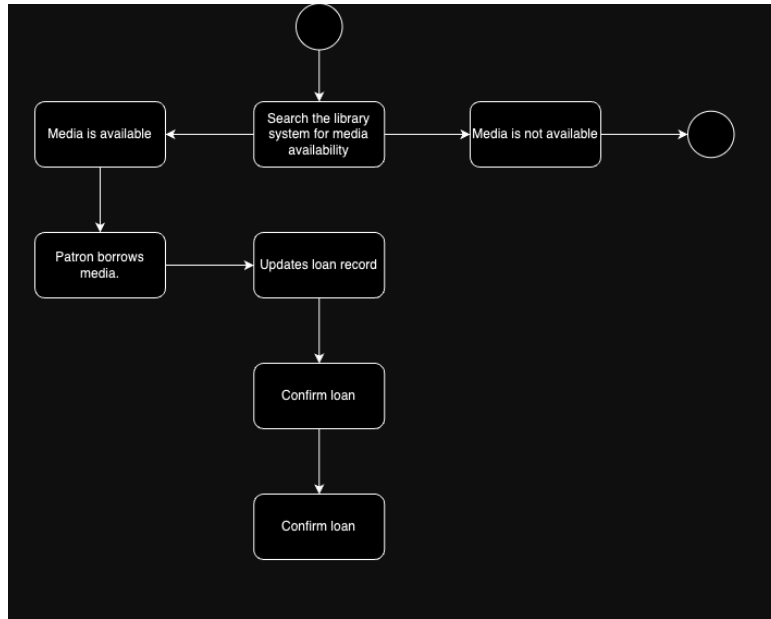 Media is available
Search the library
system for media
availability
Media is not available
Patron borrows
media.
Updates loan record
Confirm loan
Confirm loan